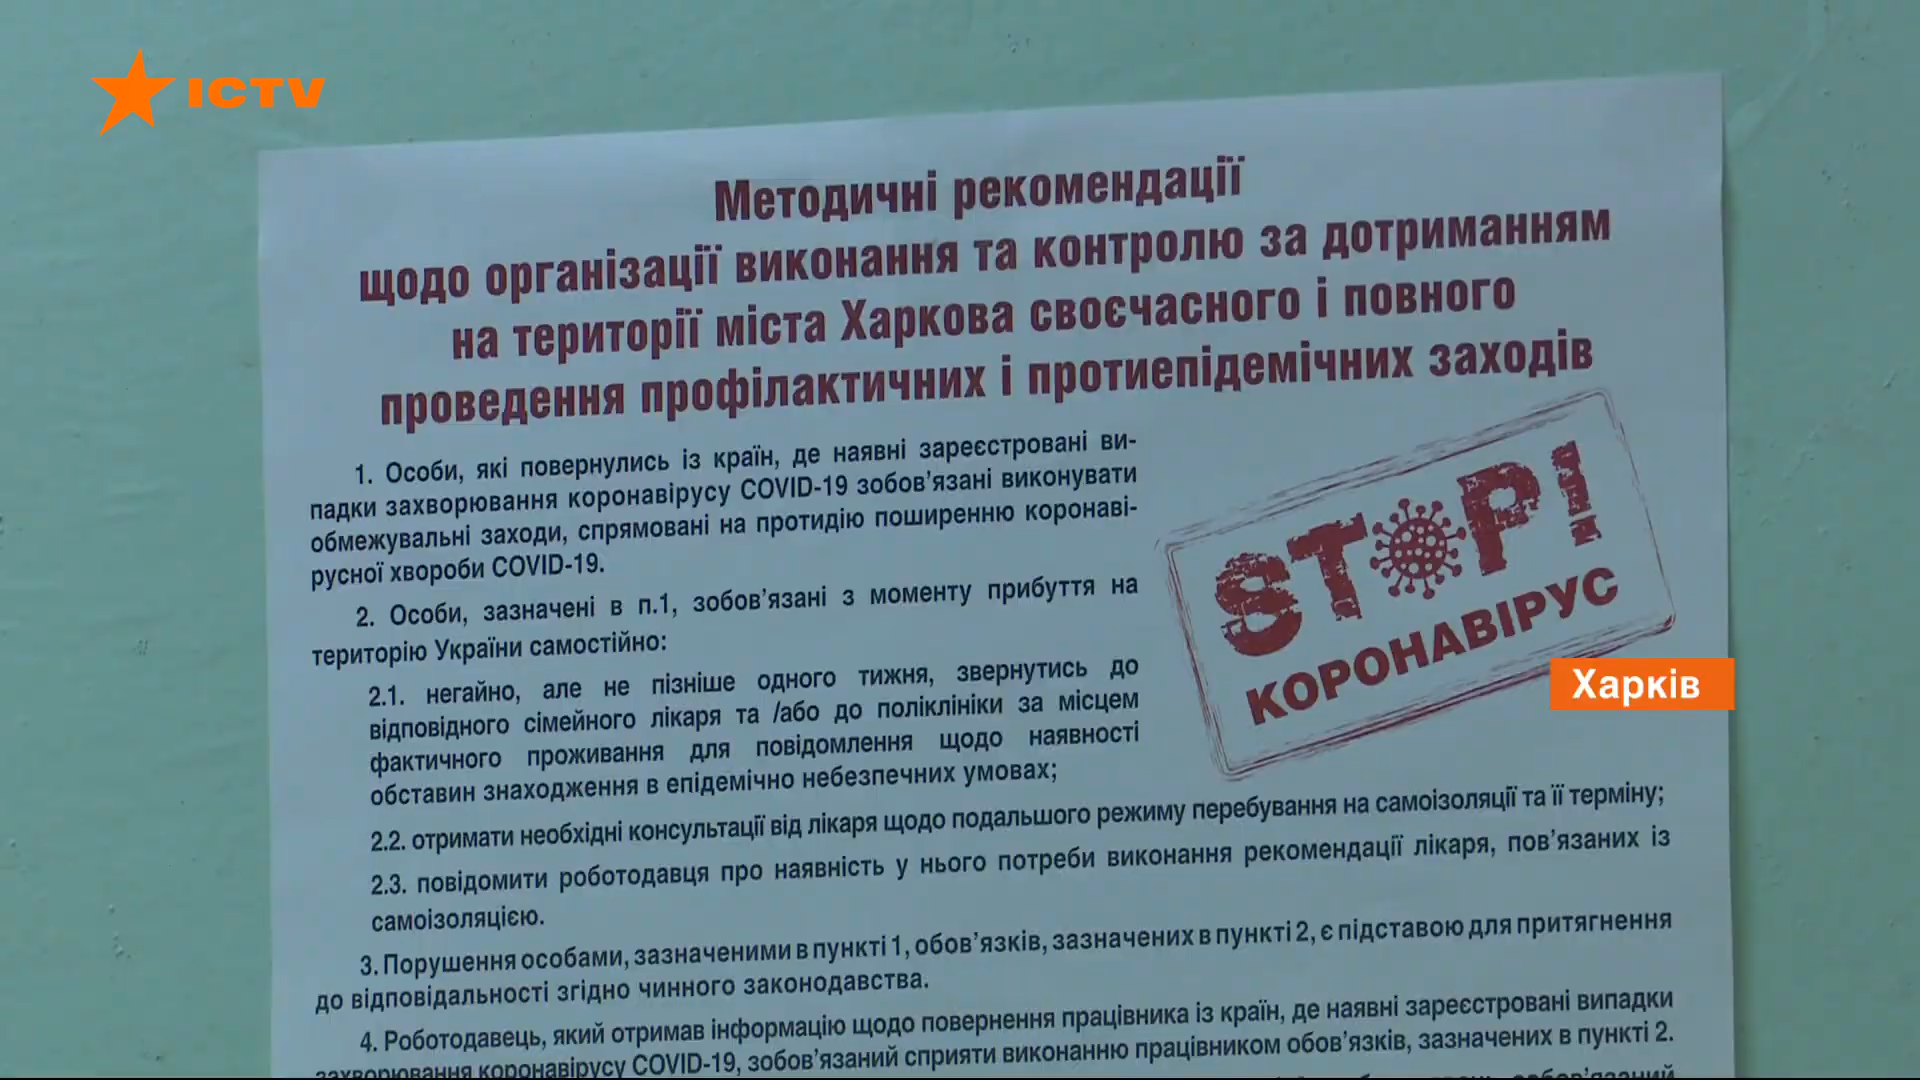 ICTV
Методичні рекомендації
щодо організації виконання та контролю за дотриманням
на території міста Харкова своєчасного і повного
проведення профілактичних і протиепідемічних заходів
1. Особи, які повернулись із країн, де наявні зареєстровані ви-
падки захворювання коронавірусу COVID-19 зобов’язані виконувати
обмежувальні заходи, спрямовані на протидію поширенню коронаві-
русної хвороби COVID-19.
2. Особи, зазначені в п.1, зобов’язані з моменту прибуття на
територію України самостійно:
2.1. негайно, але не пізніше одного тижня, звернутись до
відповідного сімейного лікаря та /або до поліклініки за місцем
фактичного проживання для повідомлення щодо наявності
обставин знаходження в епідемічно небезпечних умовах;
STOP!
КОРОНАВІРУС
Харків
2.2. отримати необхідні консультації від лікаря щодо подальшого режиму перебування на самоізоляції та її терміну;
2.3. повідомити роботодавця про наявність у нього потреби виконання рекомендації лікаря, пов’язаних із
самоізоляцією.
3. Порушення особами, зазначеними в пункті 1, обов’язків, зазначених в пункті 2, є підставою для притягнення
до відповідальності згідно чинного законодавства.
4. Роботодавець, який отримав інформацію щодо повернення працівника із країн, де наявні зареєстровані випадки
захворювання коронавірусу COVID-19, зобов’язаний сприяти виконанню працівником обов’язків, зазначених в пункті 2.